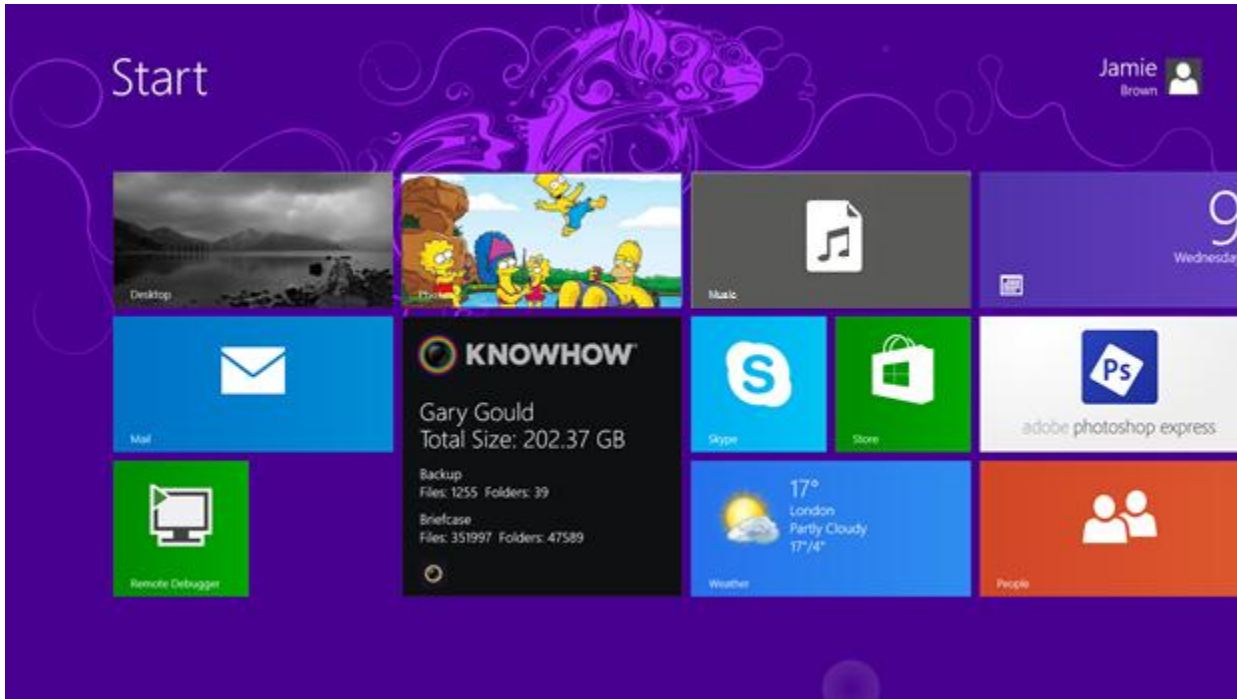 Start
Jamie
Brown
Desktop
Photos
Music
9
Wednesday
Mail
KNOWHOW
Gary Gould
Total Size: 202.37 GB
Backup
Files: 1255 Folders: 39
Briefcase
Files: 351997 Folders: 47589
S
Skype
Store
Ps
adobe photoshop express
Remote Debugger
17°
London
Partly Cloudy
17°/4°
Weather
People